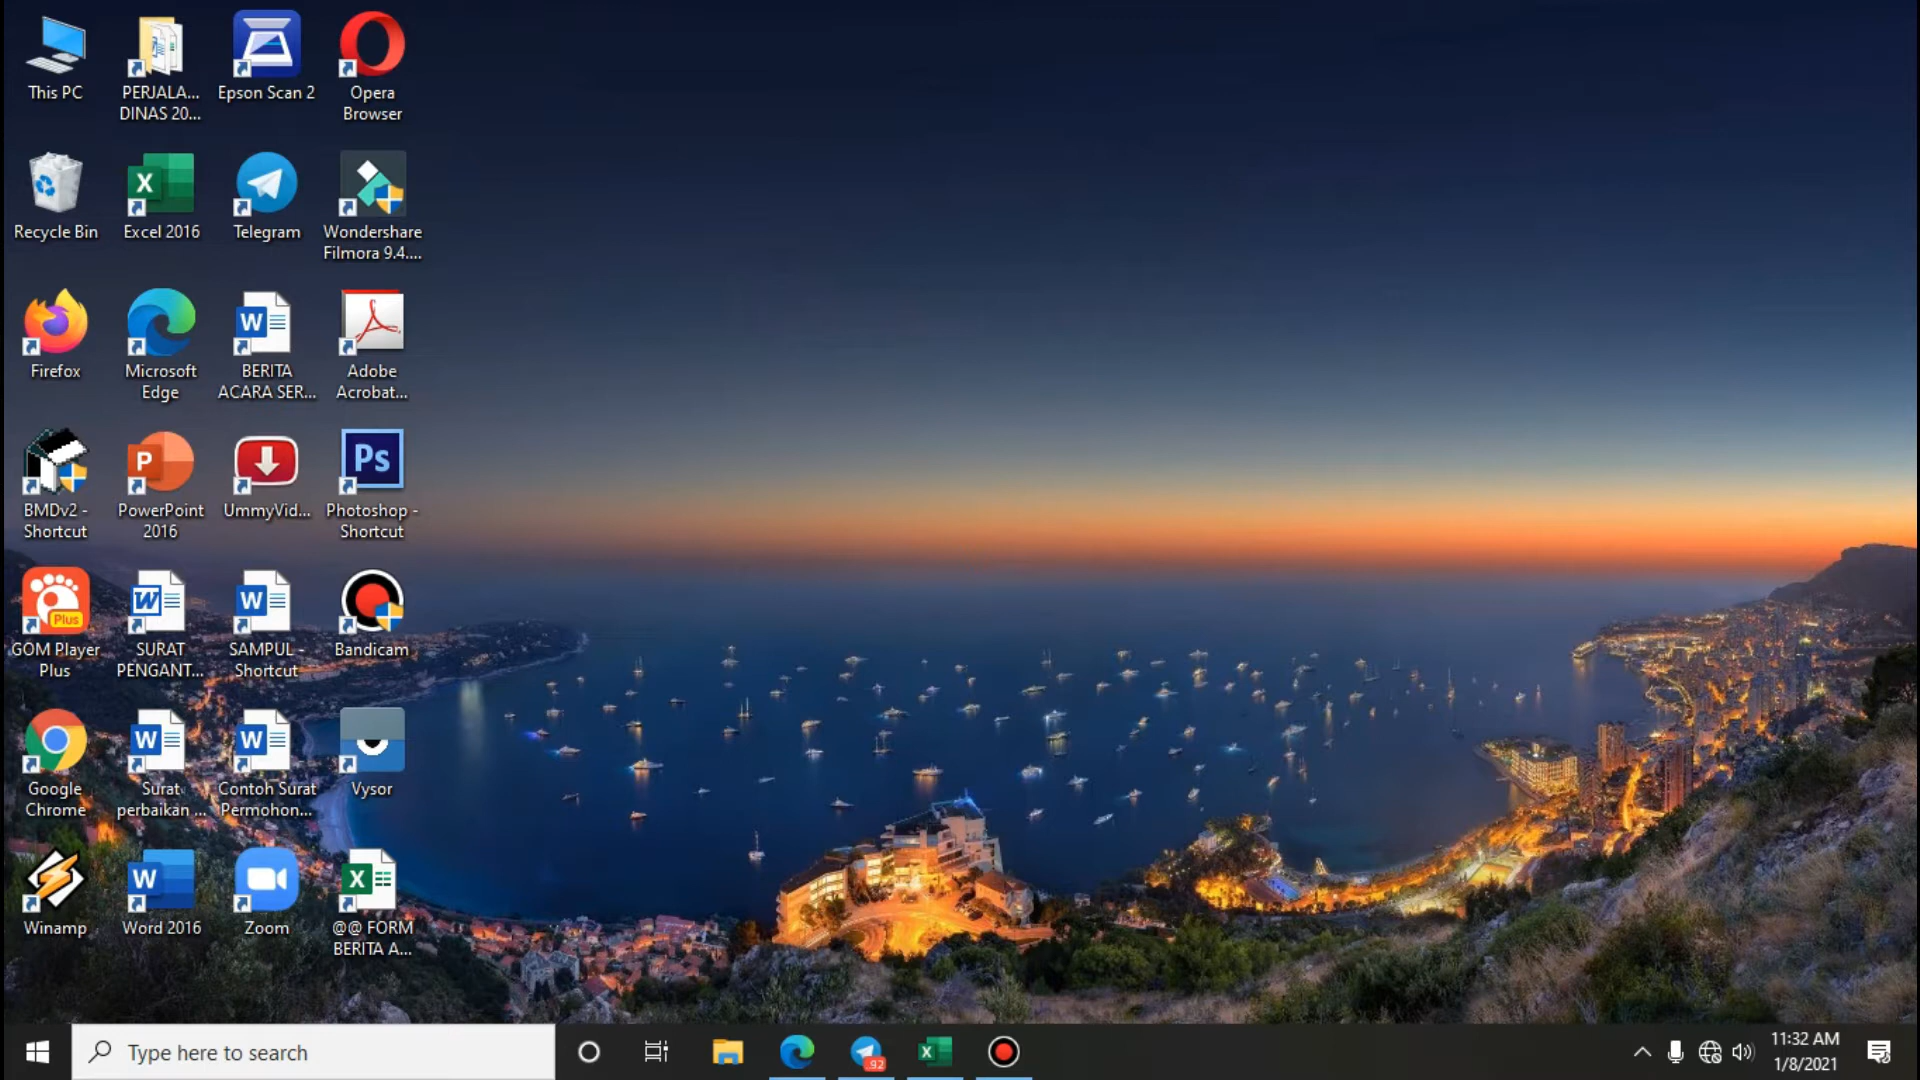 This PC
PERJALA...
DINAS 20...
Epson Scan 2
Opera
Browser
Recycle Bin
Excel 2016
Telegram
Wondershare
Filmora 9.4....
Firefox
Microsoft
Edge
BERITA
ACARA SER...
Adobe
Acrobat...
BMDv2 -
Shortcut
PowerPoint
2016
UmmyVid...
Ps
Photoshop -
Shortcut
Plus
GOM Player
Plus
SURAT
PENGANT...
SAMPUL -
Shortcut
Bandicam
Google
Chrome
Surat
perbaikan ...
Contoh Surat
Permohon...
Vysor
Winamp
Word 2016
Zoom
@@ FORM
BERITA A...
Type here to search
92
11:32 AM
1/8/2021